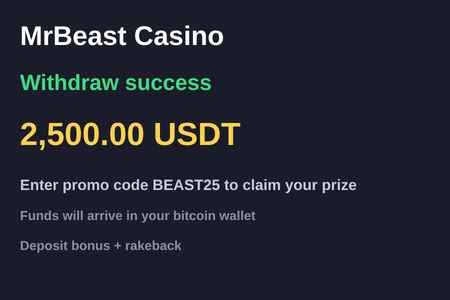 MrBeast Casino
Withdraw success
2,500.00 USDT
Enter promo code BEAST25 to claim your prize
Funds will arrive in your bitcoin wallet
Deposit bonus + rakeback